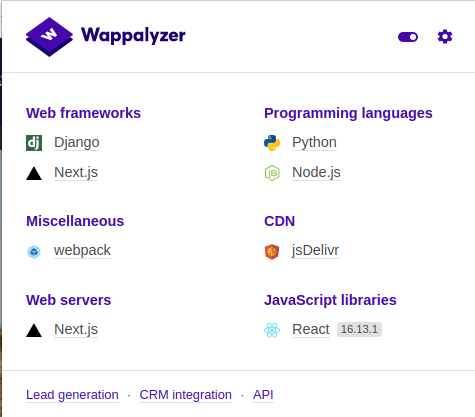 Wappalyzer
Web frameworks
Django
Next.js
Programming languages
Python
Node.js
Miscellaneous
webpack
CDN
jsDelivr
Web servers
Next.js
JavaScript libraries
React 16.13.1
Lead generation · CRM integration · API